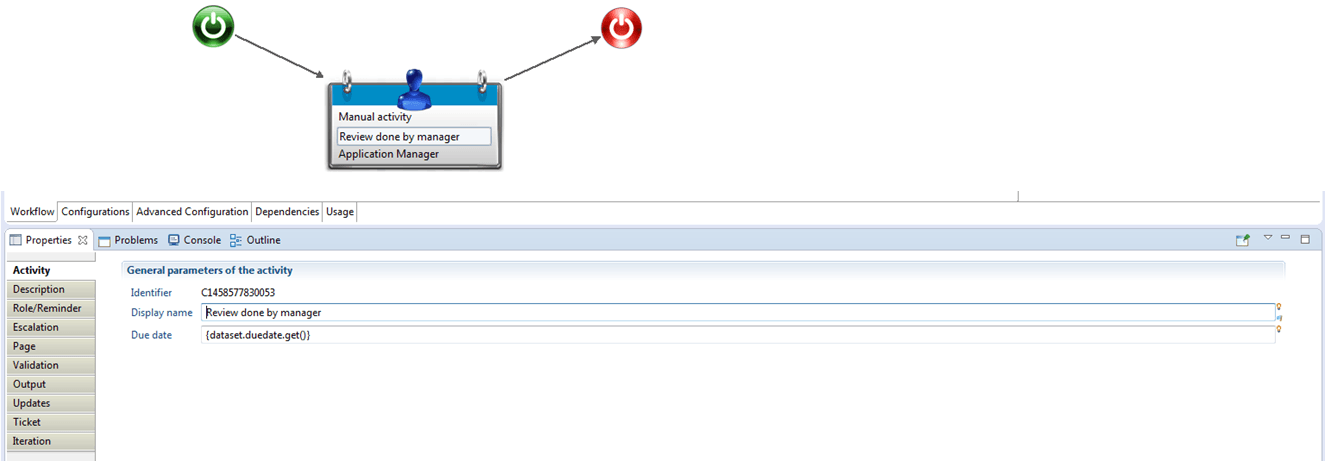 Manual activity
Review done by manager
Application Manager
Workflow Configurations Advanced Configuration Dependencies Usage
Properties Problems Console Outline
Activity
General parameters of the activity
Description
Identifier C1458577830053
Role/Reminder
Display name Review done by manager
Escalation
Due date {dataset.duedate.get()}
Page
Validation
Output
Updates
Ticket
Iteration